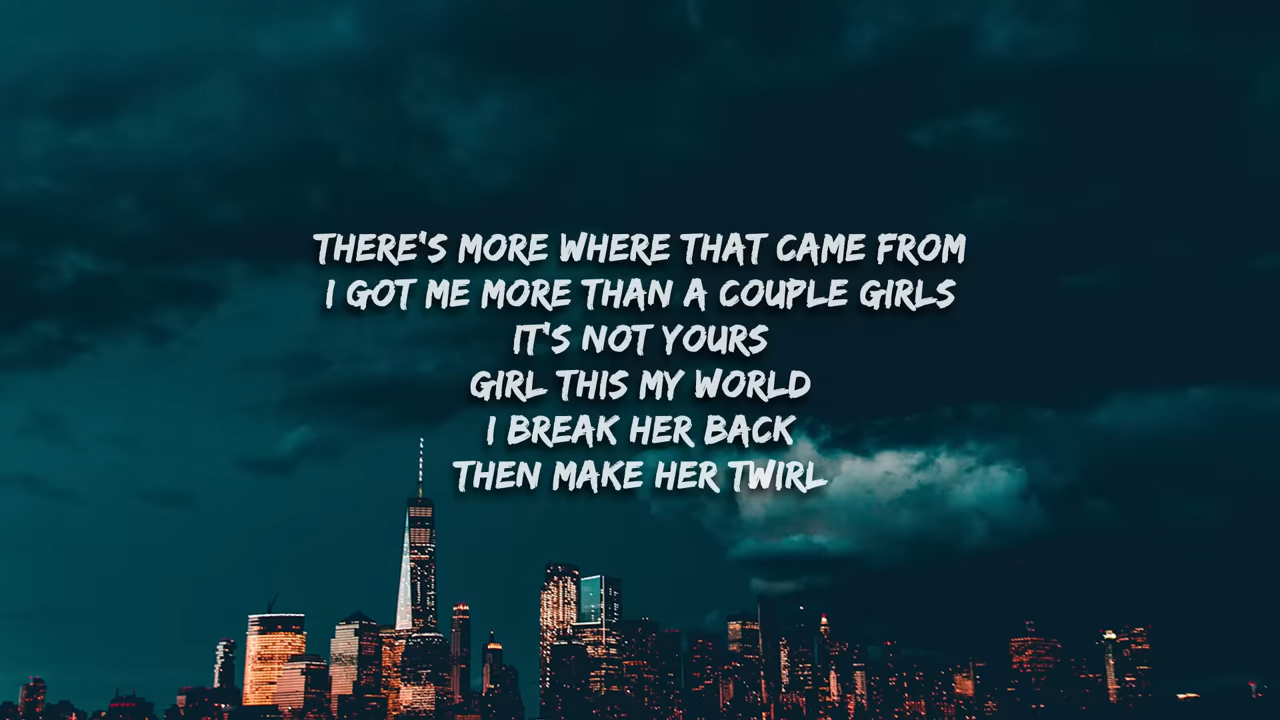 THERE'S MORE WHERE THAT CAME FROM
I GOT ME MORE THAN A COUPLE GIRLS
IT'S NOT YOURS
GIRL THIS MY WORLD
I BREAK HER BACK
THEN MAKE HER TWIRL